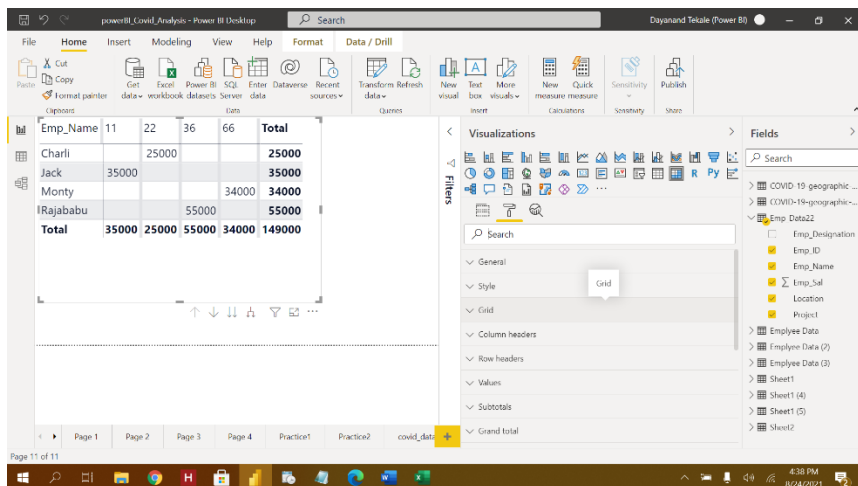 powerBI_Covid_Analysis - Power BI Desktop
Search
Dayanand Tekale (Power BI)
File Home Insert Modeling View Help Format Data / Drill
Paste
Cut
Copy
Format painter
Get data
Excel workbook
Power BI datasets
SQL Server
Enter data
Dataverse
Recent sources
Transform data
Refresh
New visual
Text box
More visuals
New measure
Quick measure
Sensitivity
Publish
Clipboard Data Queries Insert Calculations Sensitivity Share
Emp_Name 11 22 36 66 Total
Charli 25000 25000
Jack 35000 35000
Monty 34000 34000
Rajababu 55000 55000
Total 35000 25000 55000 34000 149000
Filters
Visualizations
R Py
Search
General
Style
Grid
Grid
Column headers
Row headers
Values
Subtotals
Grand total
Fields
Search
COVID-19-geographic-...
COVID-19-geographic-...
Emp Data22
Emp_Designation
Emp_ID
Emp_Name
∑ Emp_Sal
Location
Project
Emplyee Data
Emplyee Data (2)
Emplyee Data (3)
Sheet1
Sheet1 (4)
Sheet1 (5)
Sheet2
Page 1 Page 2 Page 3 Page 4 Practice1 Practice2 covid_data
Page 11 of 11
4:38 PM
8/24/2021